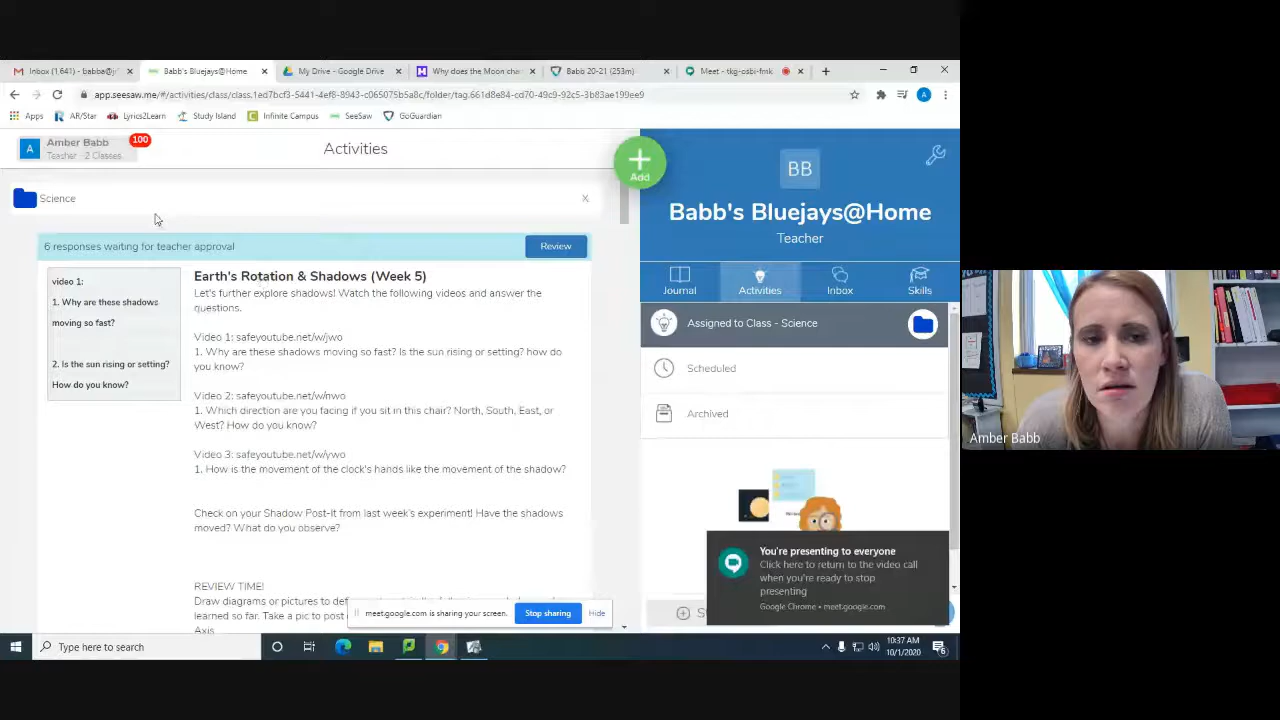 Inbox (1,641) - babba@j
Babb's Bluejays@Home
My Drive - Google Drive
Why does the Moon cha
Babb 20-21 (253m)
Meet - tkg-osbi-fmk
app.seesaw.me/#/activities/class/class.1ed7bcf3-5441-4ef8-8943-c065075b5a8c/folder/tag.661d8e84-cd70-49c9-92c5-3b83ae199ee9
Apps
AR/Star
Lyrics2Learn
Study Island
Infinite Campus
SeeSaw
GoGuardian
A
Amber Babb
Teacher - 2 Classes
100
Activities
Add
Science
X
6 responses waiting for teacher approval
Review
video 1:
1. Why are these shadows
moving so fast?
2. Is the sun rising or setting?
How do you know?
Earth's Rotation & Shadows (Week 5)
Let's further explore shadows! Watch the following videos and answer the
questions.
Video 1: safeyoutube.net/w/jwo
1. Why are these shadows moving so fast? Is the sun rising or setting? how do
you know?
Video 2: safeyoutube.net/w/nwo
1. Which direction are you facing if you sit in this chair? North, South, East, or
West? How do you know?
Video 3: safeyoutube.net/w/ywo
1. How is the movement of the clock's hands like the movement of the shadow?
Check on your Shadow Post-It from last week's experiment! Have the shadows
moved? What do you observe?
REVIEW TIME!
Draw diagrams or pictures to def
learned so far. Take a pic to post
Axis
BB
Babb's Bluejays@Home
Teacher
Journal
Activities
Inbox
Skills
Assigned to Class - Science
Scheduled
Archived
You're presenting to everyone
Click here to return to the video call
when you're ready to stop
presenting
Google Chrome • meet.google.com
meet.google.com is sharing your screen.
Stop sharing
Hide
Type here to search
10:37 AM
10/1/2020
6
Amber Babb